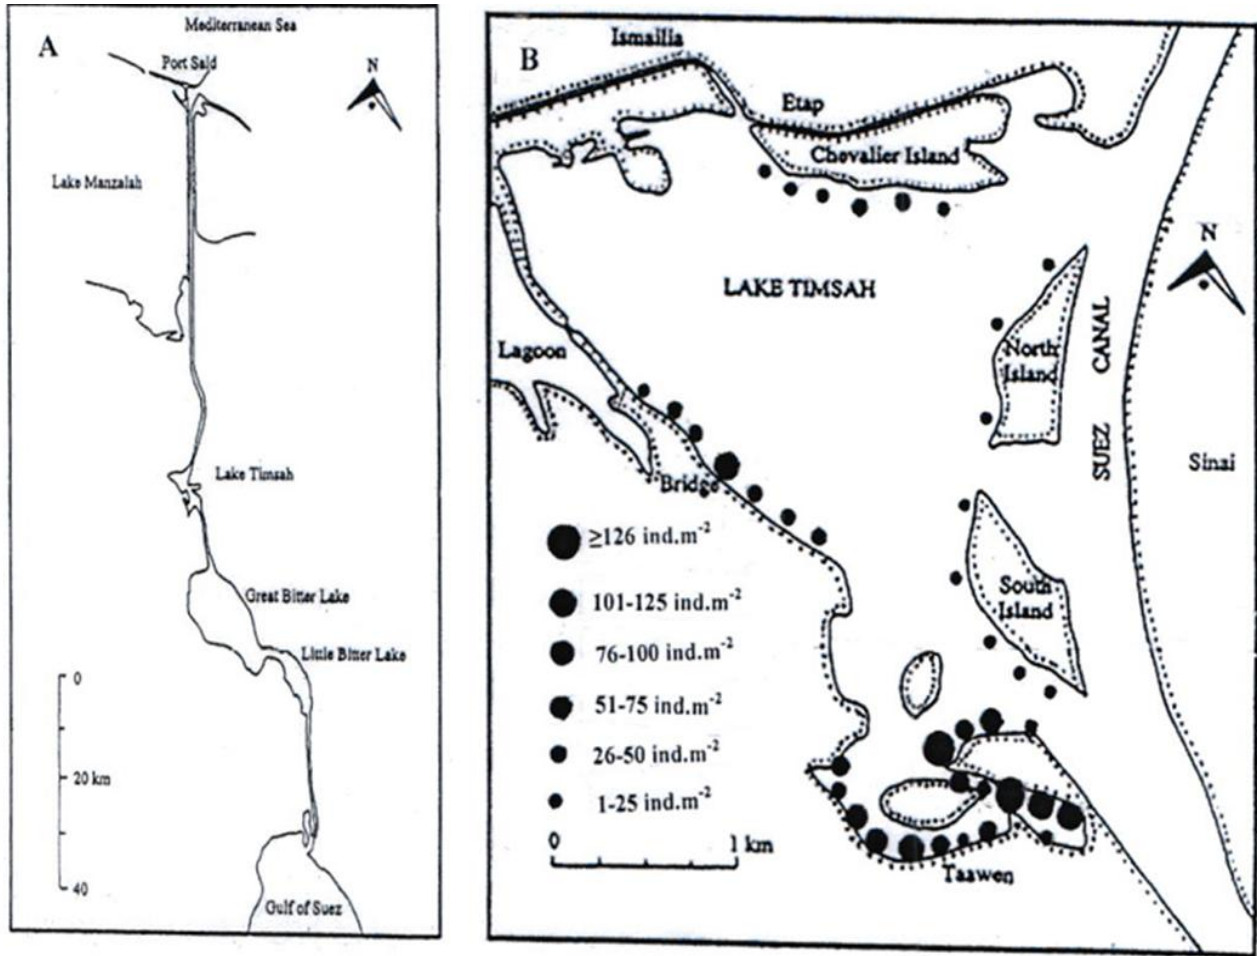 A
Mediterranean Sea
Port Said
N
Lake Manzalah
Lake Timsah
Great Bitter Lake
Little Bitter Lake
0
20 km
40
Gulf of Suez
B
Ismailia
Etap
Chevalier Island
LAKE TIMSAH
N
North
Island
SUEZ CANAL
Sinai
Lagoon
Bridge
South
Island
≥126 ind.m⁻²
101-125 ind.m⁻²
76-100 ind.m⁻²
51-75 ind.m⁻²
26-50 ind.m⁻²
1-25 ind.m⁻²
0 1 km
Taawen